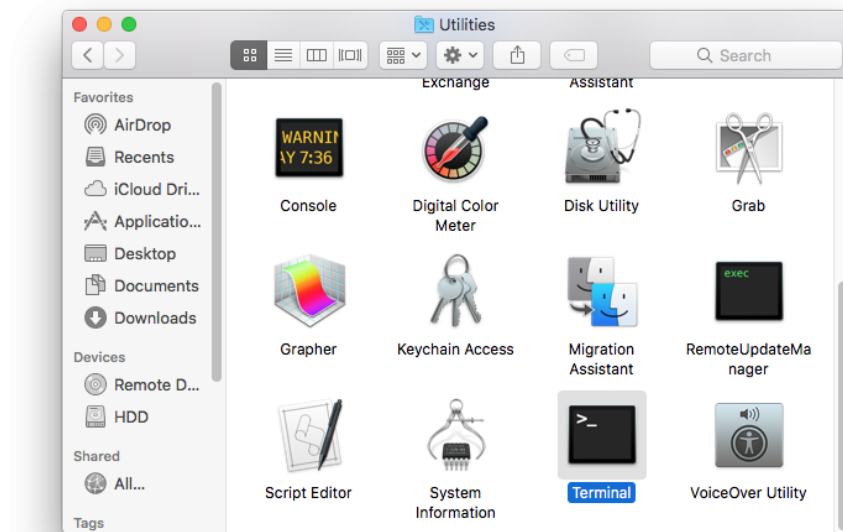 Utilities
Search
Favorites
AirDrop
Recents
iCloud Dri...
Applicatio...
Desktop
Documents
Downloads
Devices
Remote D...
HDD
Shared
All...
Tags
Exchange
Assistant
WARNIN
AY 7:36
Console
Digital Color
Meter
Disk Utility
Grab
Grapher
Keychain Access
Migration
Assistant
exec
RemoteUpdateMa
nager
Script Editor
System
Information
>_
Terminal
VoiceOver Utility